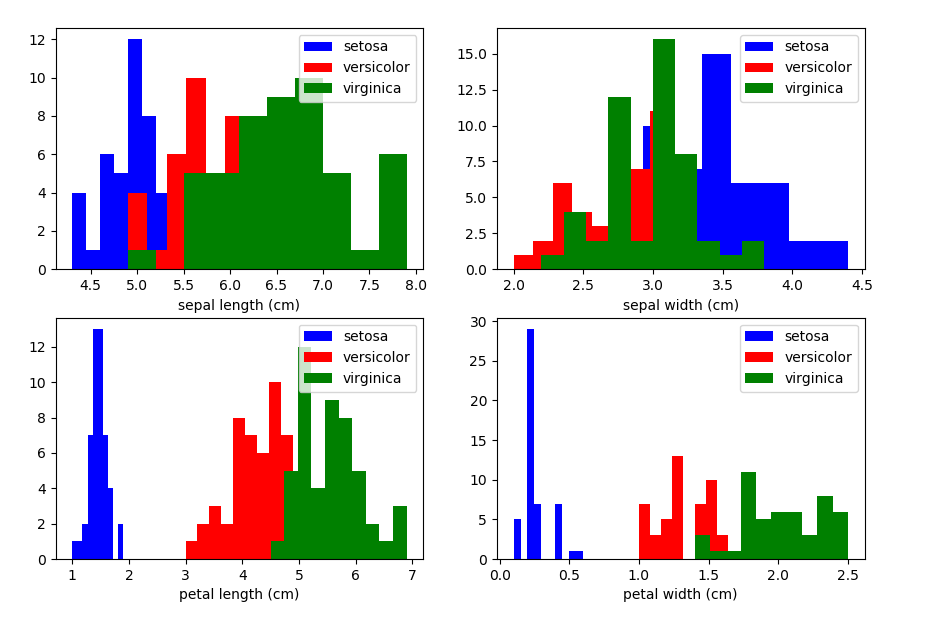 12
10
8
6
4
2
0
4.5 5.0 5.5 6.0 6.5 7.0 7.5 8.0
sepal length (cm)
setosa
versicolor
virginica
15.0
12.5
10.0
7.5
5.0
2.5
0.0
2.0 2.5 3.0 3.5 4.0 4.5
sepal width (cm)
setosa
versicolor
virginica
12
10
8
6
4
2
0
1 2 3 4 5 6 7
petal length (cm)
setosa
versicolor
virginica
30
25
20
15
10
5
0
0.0 0.5 1.0 1.5 2.0 2.5
petal width (cm)
setosa
versicolor
virginica